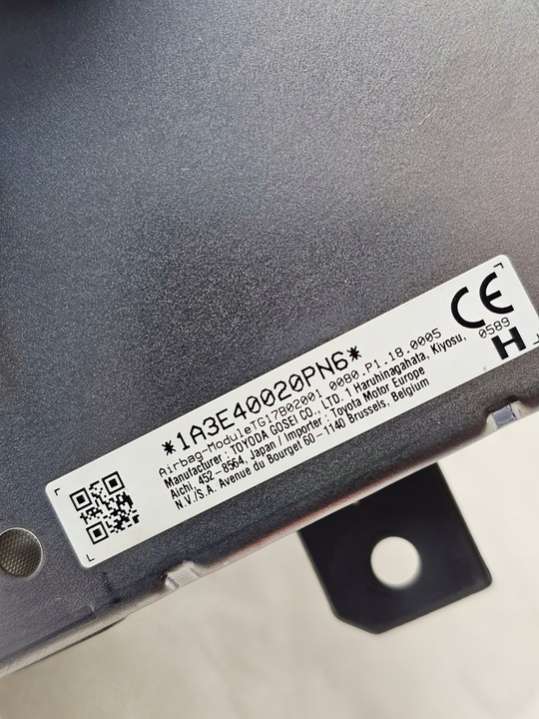 *1A3E40020PN6*
Airbag-ModuleTG17B02001 0080.P1.18.0005
Manufacturer : TOYODA GOSEI CO., LTD. 1 Haruhinagahata, Kiyosu,
Aichi, 452-8564, Japan / Importer : Toyota Motor Europe
N.V./S.A. Avenue du Bourget 60-1140 Brussels, Belgium
CE
0589
H
L